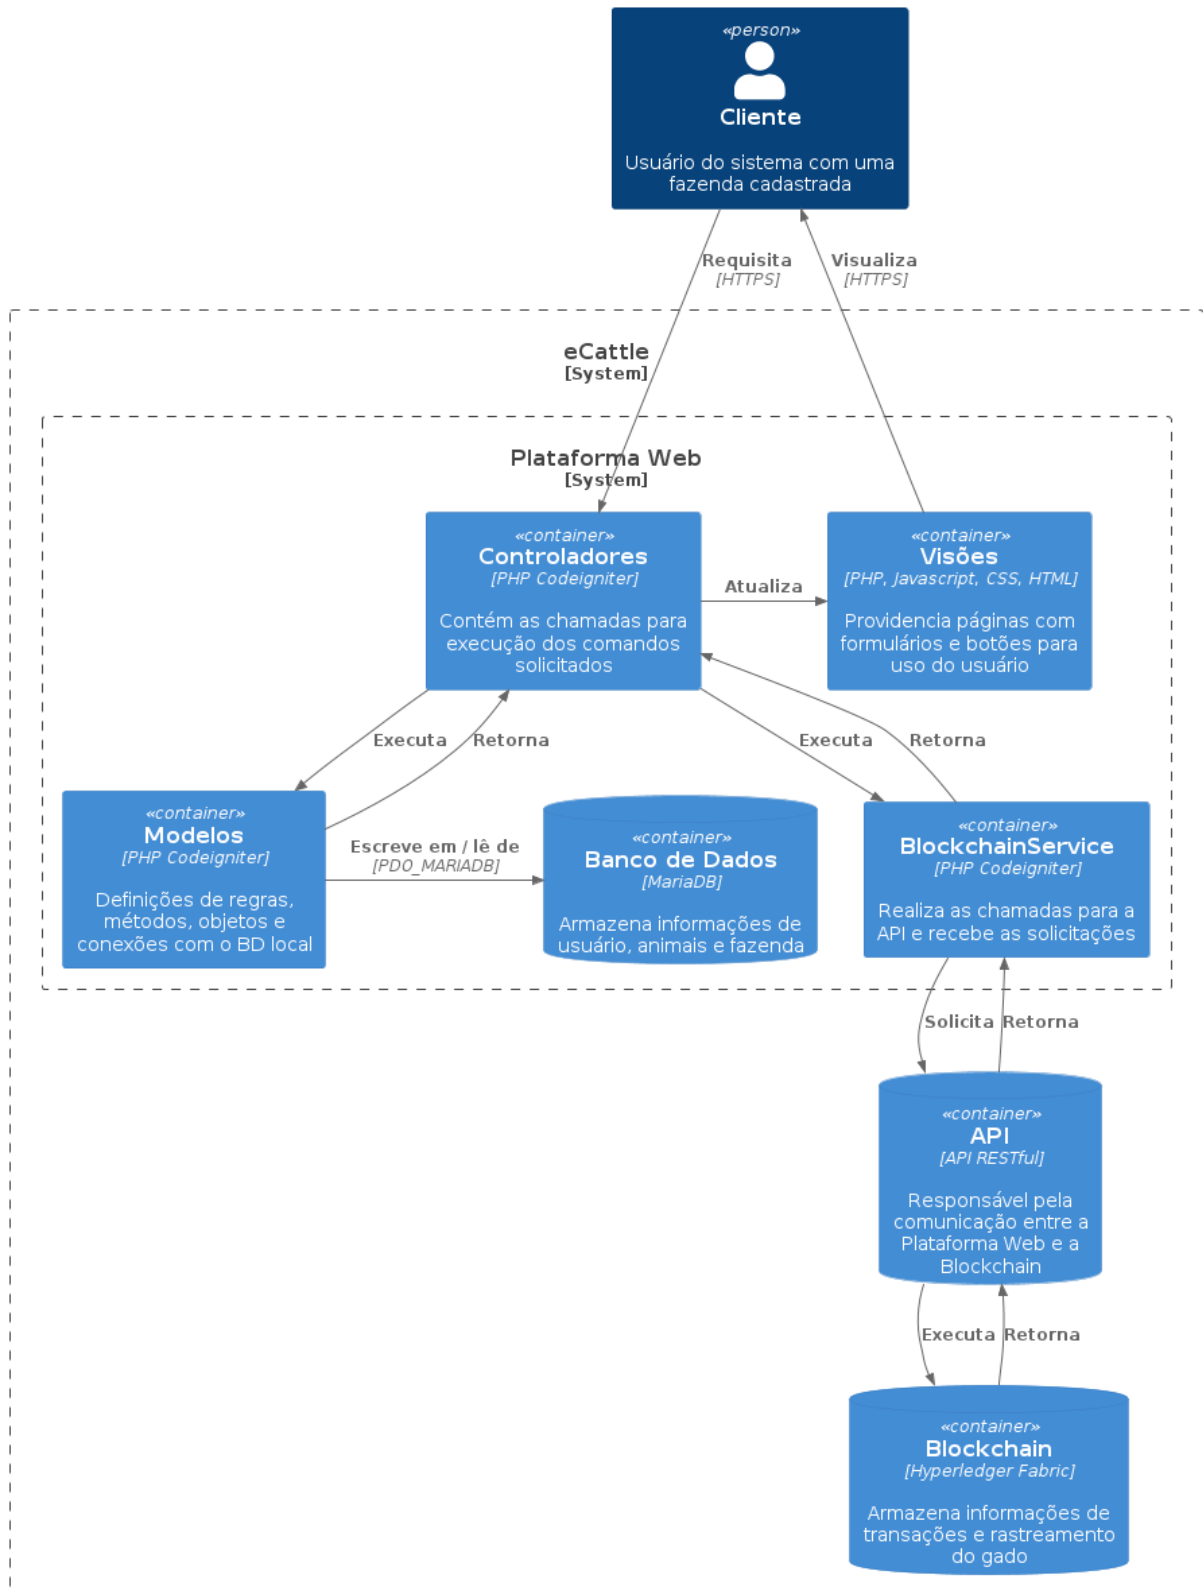 «person»
Cliente
Usuário do sistema com uma
fazenda cadastrada
Requisita
[HTTPS]
Visualiza
[HTTPS]
eCattle
[System]
Plataforma Web
[System]
«container»
Controladores
[PHP Codeigniter]
Contém as chamadas para
execução dos comandos
solicitados
Atualiza
«container»
Visões
[PHP, Javascript, CSS, HTML]
Providencia páginas com
formulários e botões para
uso do usuário
Executa
Retorna
Executa
Retorna
«container»
Modelos
[PHP Codeigniter]
Definições de regras,
métodos, objetos e
conexões com o BD local
Escreve em / lê de
[PDO_MARIADB]
«container»
Banco de Dados
[MariaDB]
Armazena informações de
usuário, animais e fazenda
«container»
BlockchainService
[PHP Codeigniter]
Realiza as chamadas para a
API e recebe as solicitações
Solicita
Retorna
«container»
API
[API RESTful]
Responsável pela
comunicação entre a
Plataforma Web e a
Blockchain
Executa
Retorna
«container»
Blockchain
[Hyperledger Fabric]
Armazena informações de
transações e rastreamento
do gado